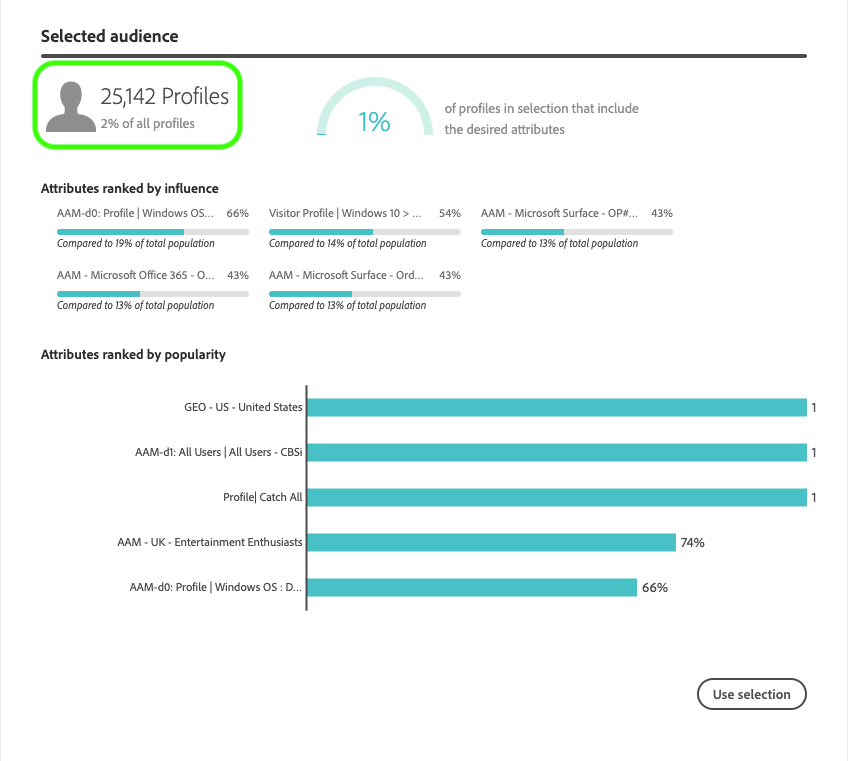 Selected audience
25,142 Profiles
2% of all profiles
1%
of profiles in selection that include
the desired attributes
Attributes ranked by influence
AAM-d0: Profile | Windows OS... 66%
Compared to 19% of total population
Visitor Profile | Windows 10 > ... 54%
Compared to 14% of total population
AAM - Microsoft Surface - OP#... 43%
Compared to 13% of total population
AAM - Microsoft Office 365 - O... 43%
Compared to 13% of total population
AAM - Microsoft Surface - Ord... 43%
Compared to 13% of total population
Attributes ranked by popularity
GEO - US - United States 1
AAM-d1: All Users | All Users - CBSi 1
Profile| Catch All 1
AAM - UK - Entertainment Enthusiasts 74%
AAM-d0: Profile | Windows OS : D... 66%
Use selection